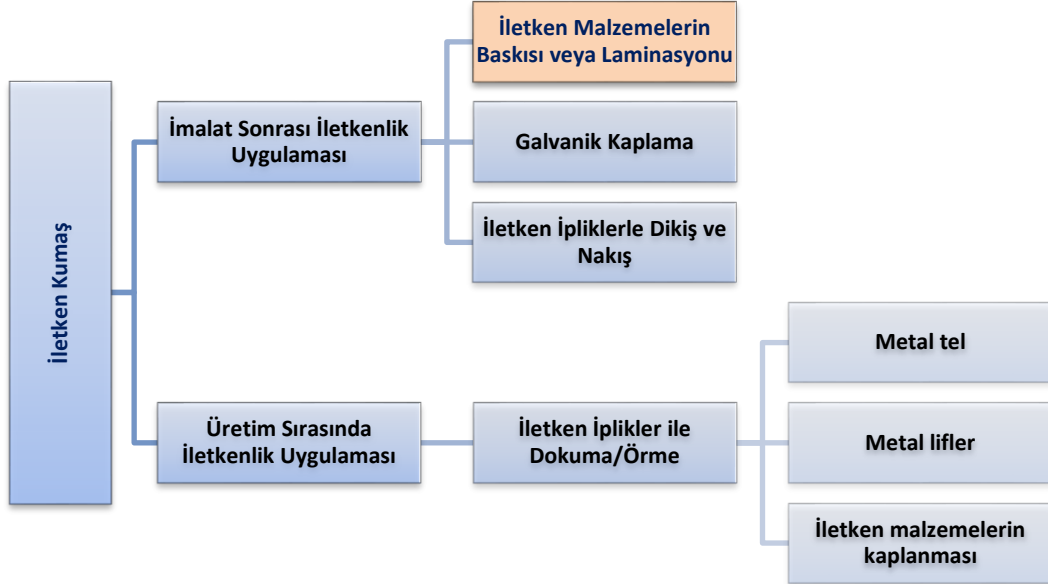 İletken Kumaş
İmalat Sonrası İletkenlik
Uygulaması
İletken Malzemelerin
Baskısı veya Laminasyonu
Galvanik Kaplama
İletken İpliklerle Dikiş ve
Nakış
Üretim Sırasında
İletkenlik Uygulaması
İletken İplikler ile
Dokuma/Örme
Metal tel
Metal lifler
İletken malzemelerin
kaplanması